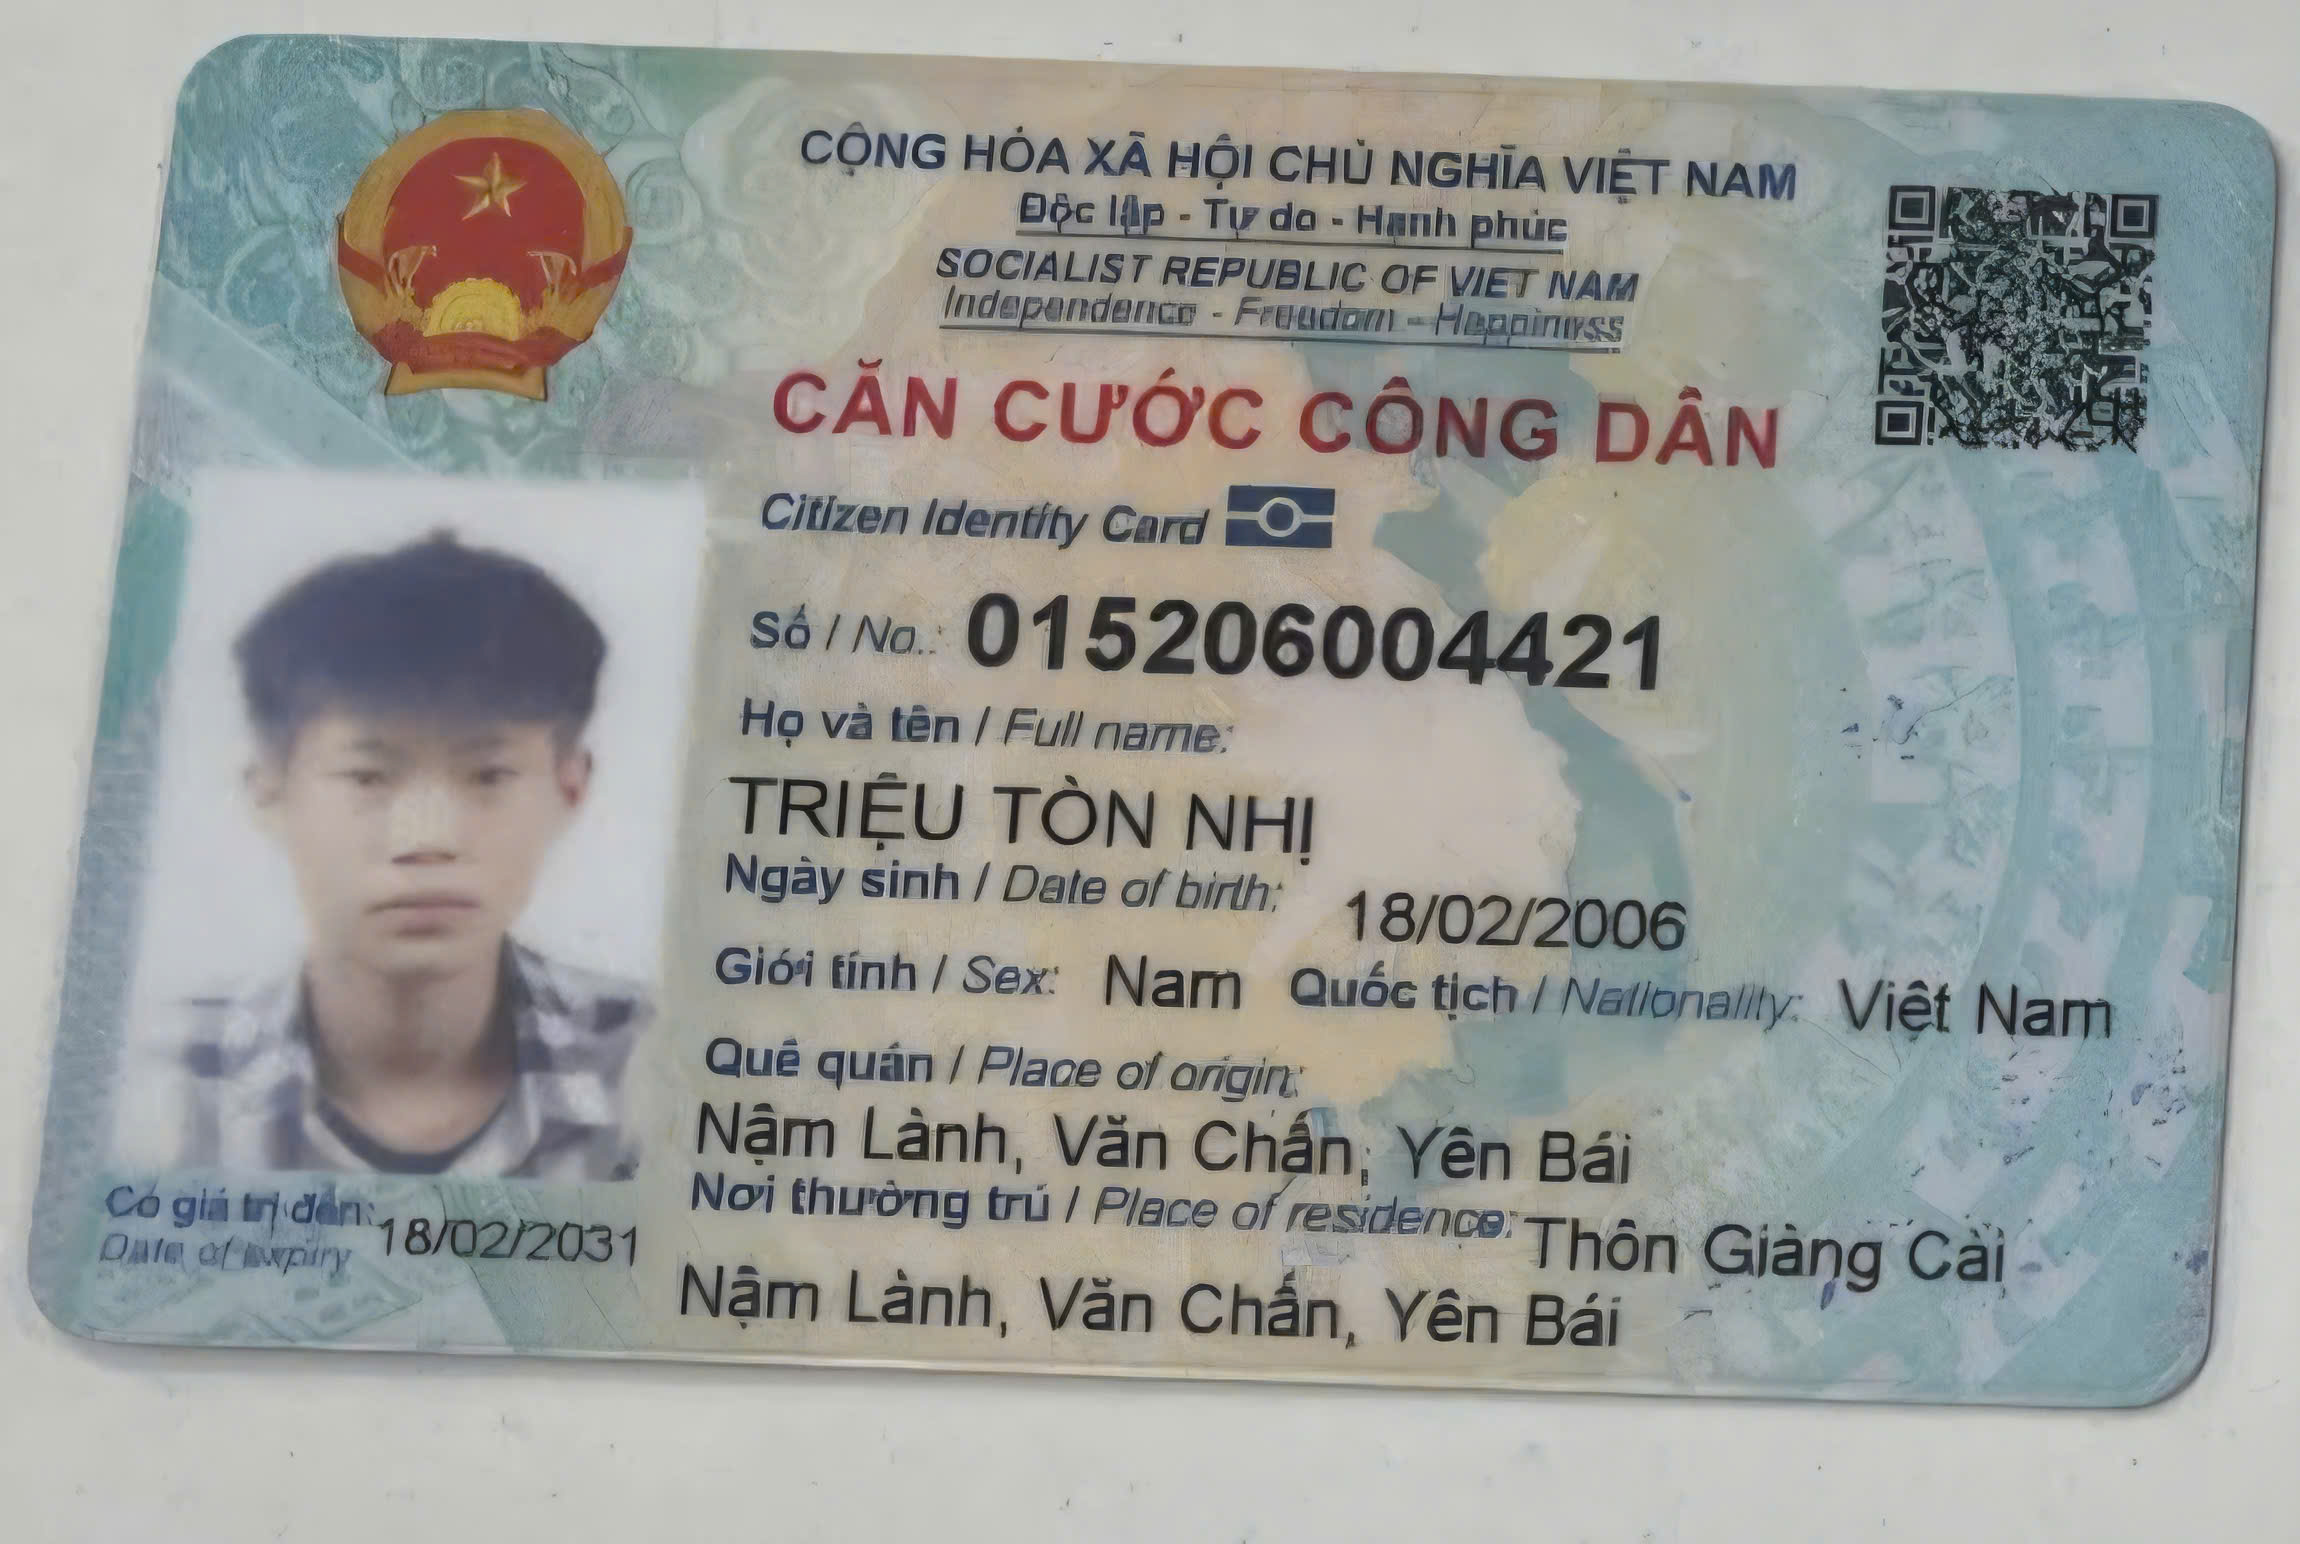 CỘNG HÒA XÃ HỘI CHỦ NGHĨA VIỆT NAM
Độc lập - Tự do - Hạnh phúc
SOCIALIST REPUBLIC OF VIET NAM
Independence - Freedom - Happiness
CĂN CƯỚC CÔNG DÂN
Citizen Identity Card
Số / No.: 015206004421
Họ và tên / Full name:
TRIỆU TÒN NHỊ
Ngày sinh / Date of birth: 18/02/2006
Giới tính / Sex: Nam Quốc tịch / Nationality: Việt Nam
Quê quán / Place of origin:
Nậm Lành, Văn Chấn, Yên Bái
Nơi thường trú / Place of residence: Thôn Giàng Cài
Nậm Lành, Văn Chấn, Yên Bái
Có giá trị đến: 18/02/2031
Date of expiry